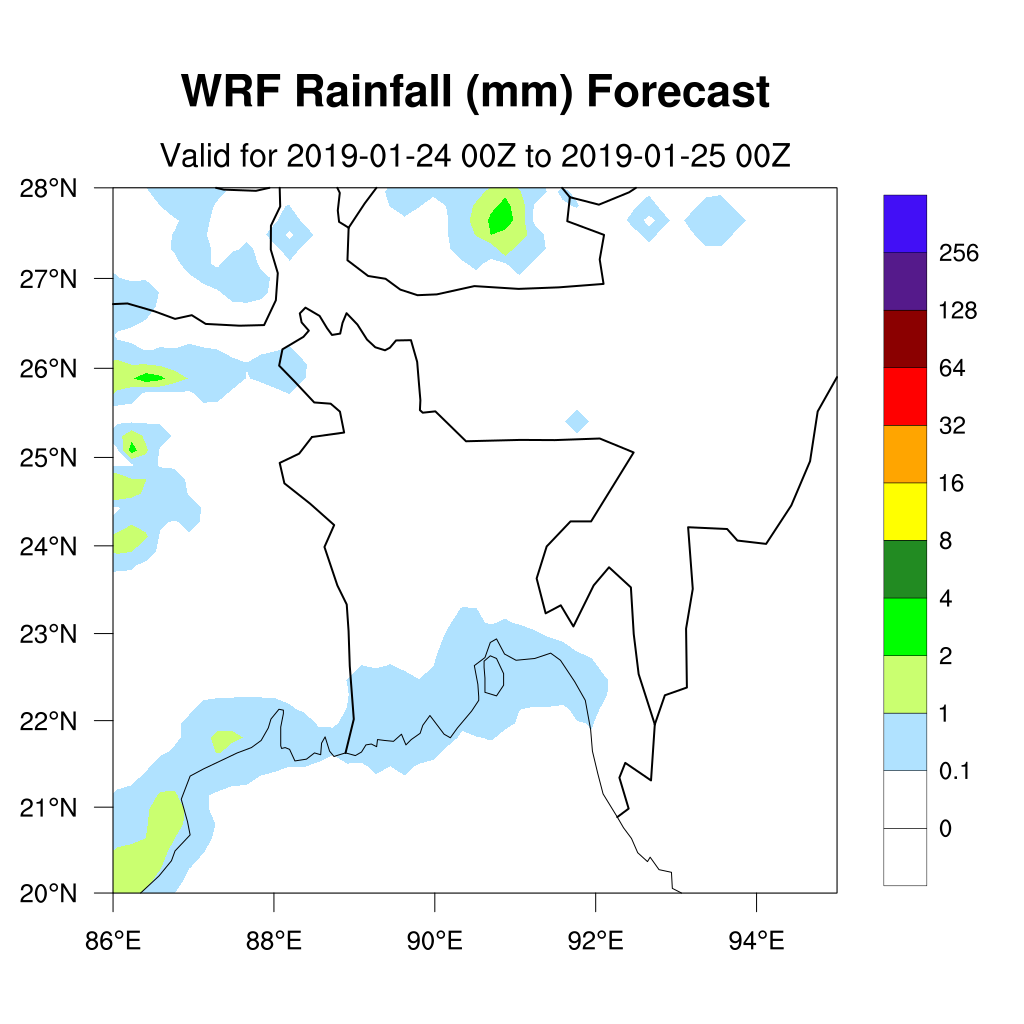 WRF Rainfall (mm) Forecast
Valid for 2019-01-24 00Z to 2019-01-25 00Z
28°N
27°N
26°N
25°N
24°N
23°N
22°N
21°N
20°N
86°E 88°E 90°E 92°E 94°E
256
128
64
32
16
8
4
2
1
0.1
0